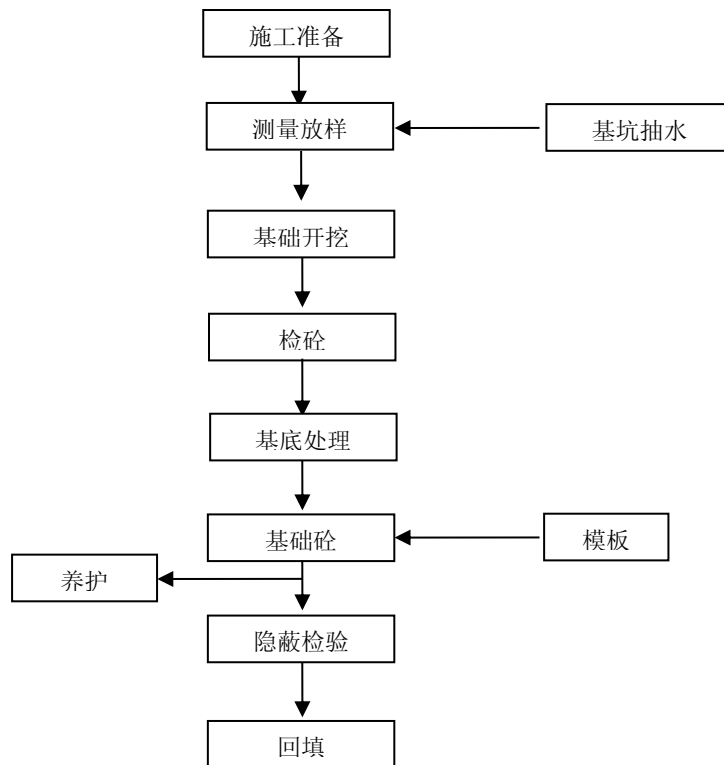 施工准备
测量放样
基坑抽水
基础开挖
检砼
基底处理
基础砼
模板
养护
隐蔽检验
回填